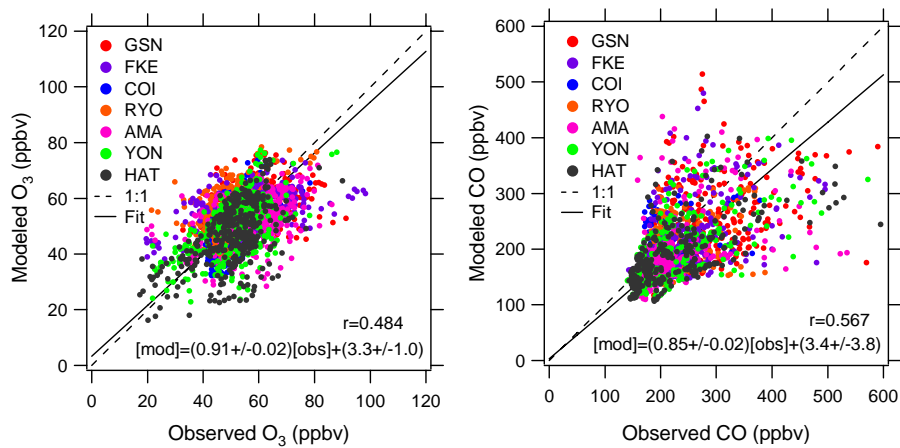 120
100
80
60
40
20
0
Modeled O3 (ppbv)
GSN
FKE
COI
RYO
AMA
YON
HAT
1:1
Fit
r=0.484
[mod]=(0.91+/-0.02)[obs]+(3.3+/-1.0)
0 20 40 60 80 100 120
Observed O3 (ppbv)
600
500
400
300
200
100
0
Modeled CO (ppbv)
GSN
FKE
COI
RYO
AMA
YON
HAT
1:1
Fit
r=0.567
[mod]=(0.85+/-0.02)[obs]+(3.4+/-3.8)
0 100 200 300 400 500 600
Observed CO (ppbv)